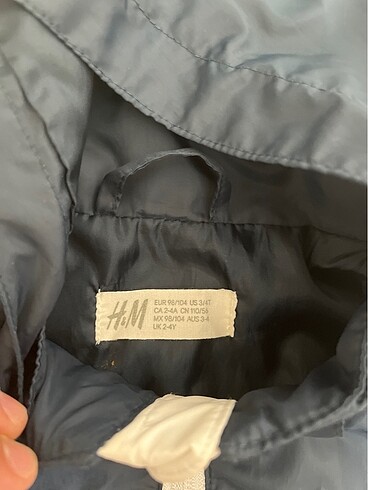 H&M
EUR 98/104 US 3/4T
CA 2-4A CN 110/56
MX 98/104 AUS 3-4
UK 2-4Y